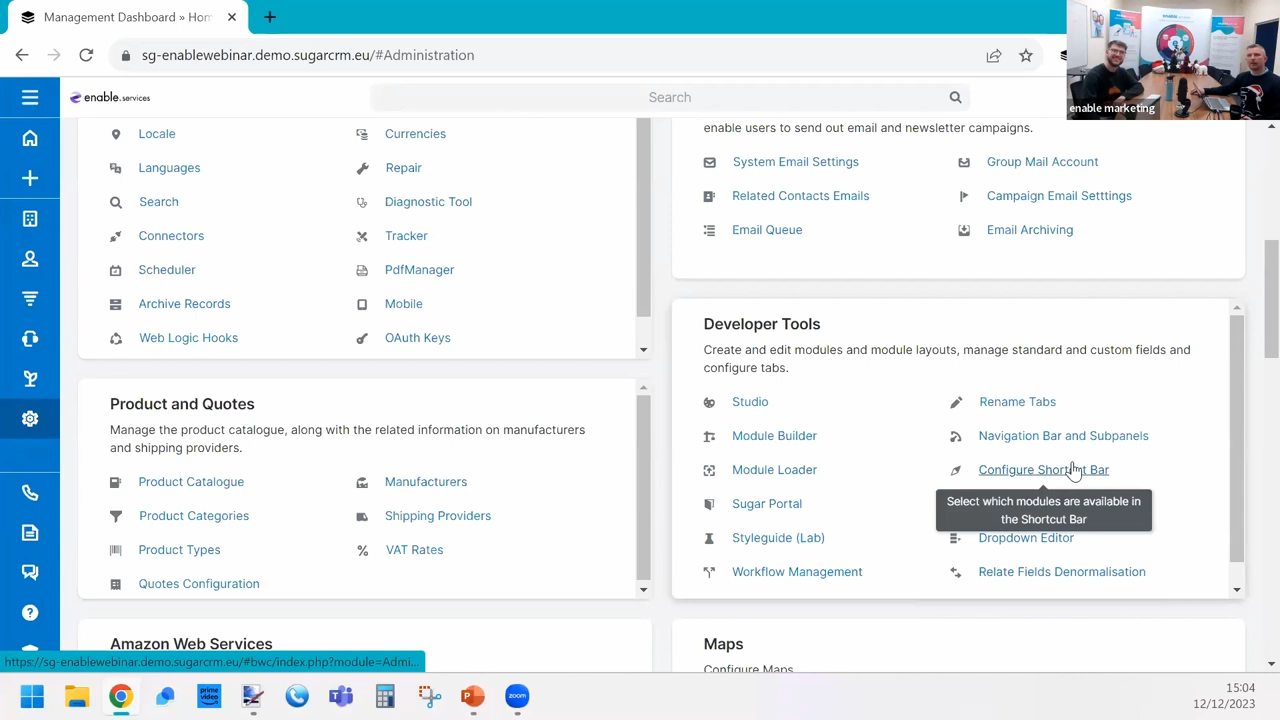 Management Dashboard » Hom
sg-enablewebinar.demo.sugarcrm.eu/#Administration
enable.services
Search
enable marketing
Locale
Currencies
Languages
Repair
Search
Diagnostic Tool
Connectors
Tracker
Scheduler
PdfManager
Archive Records
Mobile
Web Logic Hooks
OAuth Keys
enable users to send out email and newsletter campaigns.
System Email Settings
Group Mail Account
Related Contacts Emails
Campaign Email Setttings
Email Queue
Email Archiving
Developer Tools
Create and edit modules and module layouts, manage standard and custom fields and
configure tabs.
Studio
Rename Tabs
Module Builder
Navigation Bar and Subpanels
Module Loader
Configure Shortcut Bar
Select which modules are available in
the Shortcut Bar
Sugar Portal
Styleguide (Lab)
Dropdown Editor
Workflow Management
Relate Fields Denormalisation
Product and Quotes
Manage the product catalogue, along with the related information on manufacturers
and shipping providers.
Product Catalogue
Manufacturers
Product Categories
Shipping Providers
Product Types
VAT Rates
Quotes Configuration
Amazon Web Services
Maps
Configure Maps
https://sg-enablewebinar.demo.sugarcrm.eu/#bwc/index.php?module=Admi...
prime
video
zoom
15:04
12/12/2023